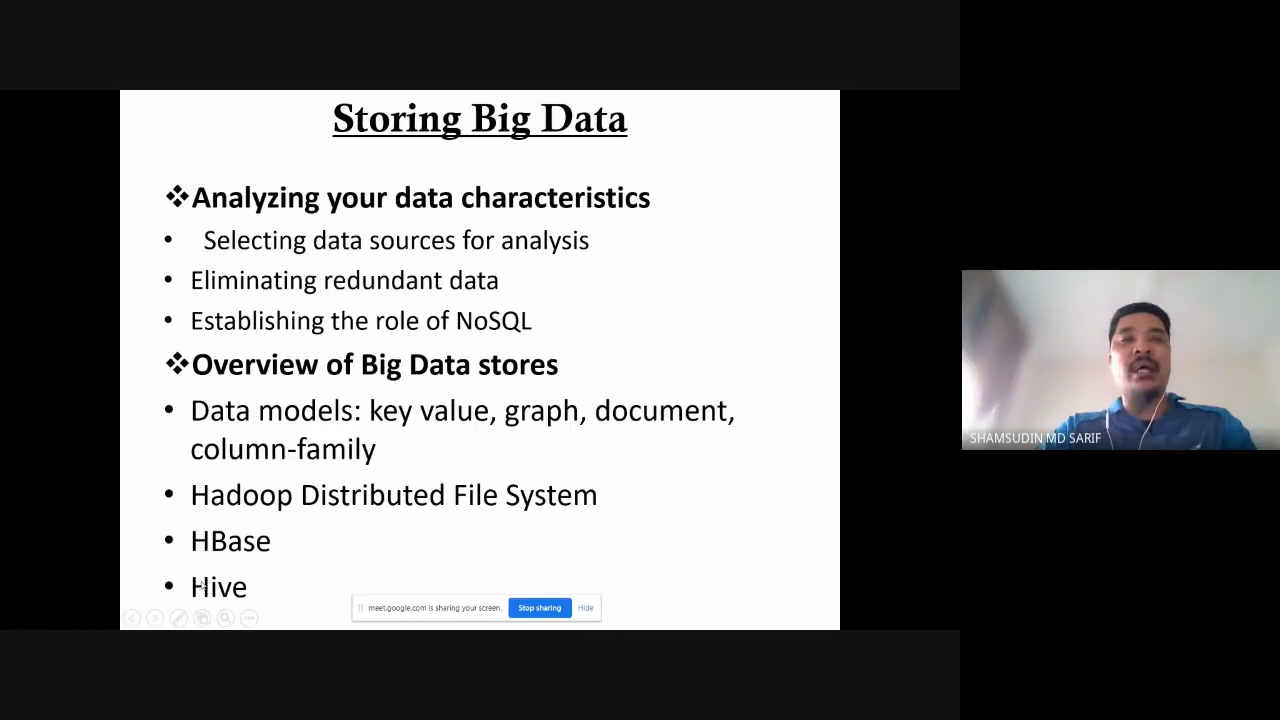 Storing Big Data
❖Analyzing your data characteristics
• Selecting data sources for analysis
• Eliminating redundant data
• Establishing the role of NoSQL
❖Overview of Big Data stores
• Data models: key value, graph, document,
column-family
• Hadoop Distributed File System
• HBase
• Hive
meet.google.com is sharing your screen. Stop sharing Hide
SHAMSUDIN MD SARIF